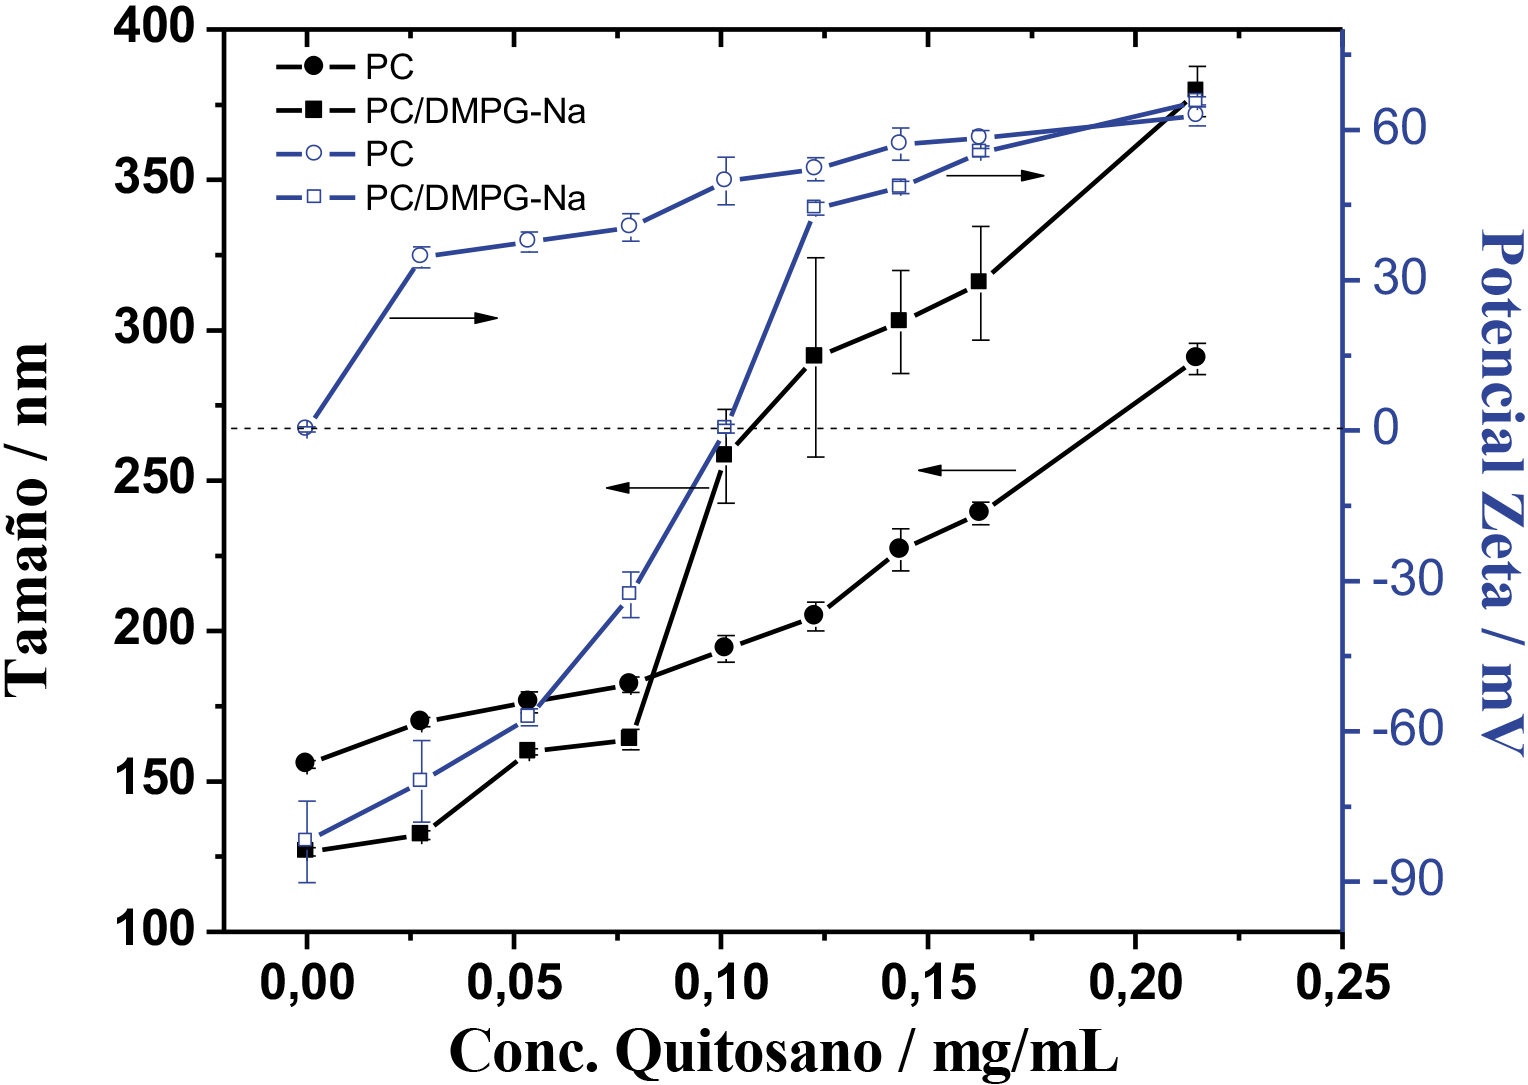 PC
PC/DMPG-Na
PC
PC/DMPG-Na
400
350
300
250
200
150
100
Tamaño / nm
60
30
0
-30
-60
-90
Potencial Zeta / mV
0,00 0,05 0,10 0,15 0,20 0,25
Conc. Quitosano / mg/mL